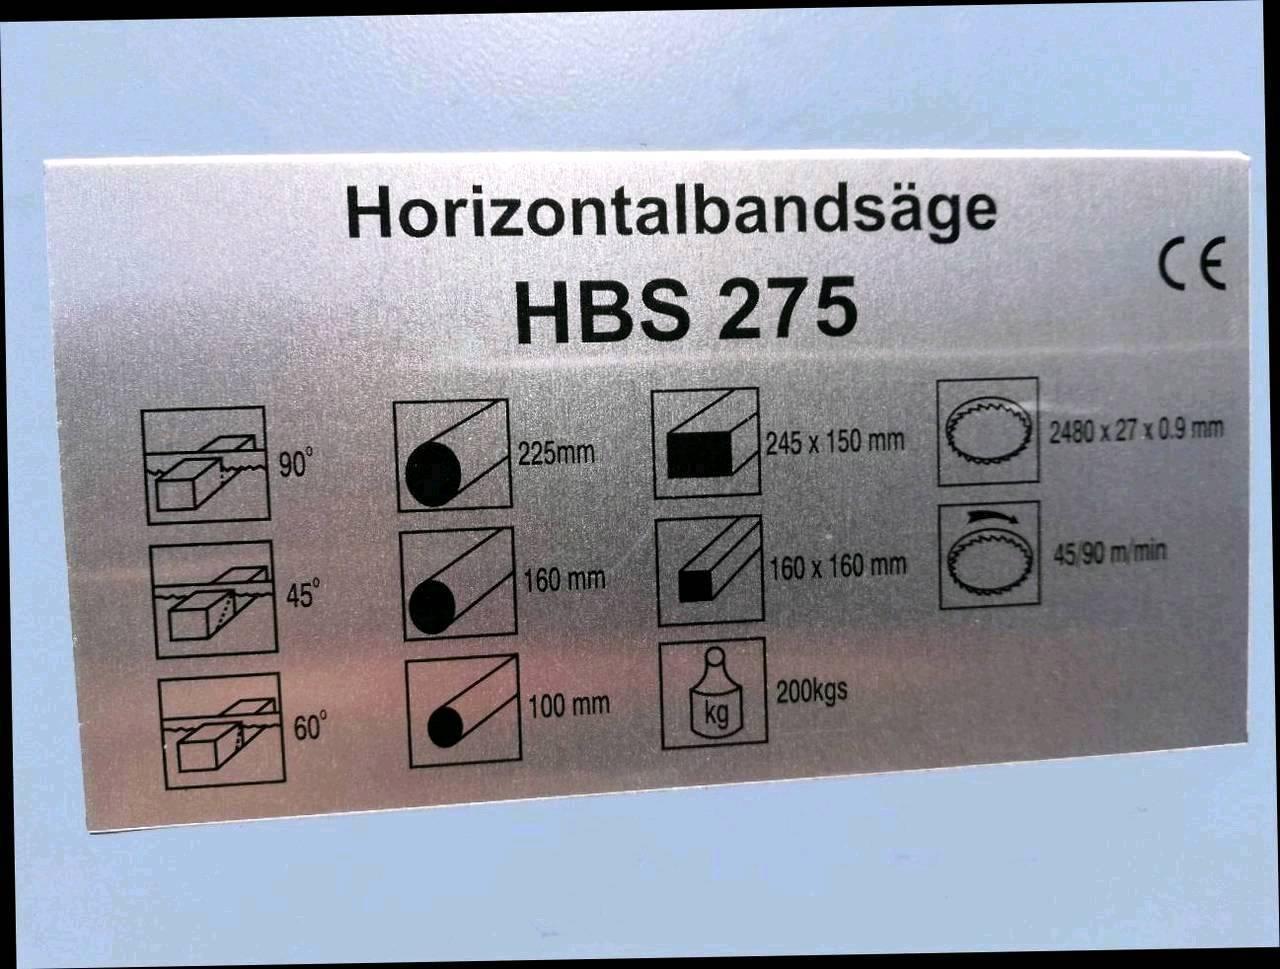 Horizontalbandsäge
CE
HBS 275
90° 225mm 245 x 150 mm 2480 x 27 x 0.9 mm
45° 160 mm 160 x 160 mm 45/90 m/min
60° 100 mm kg 200kgs